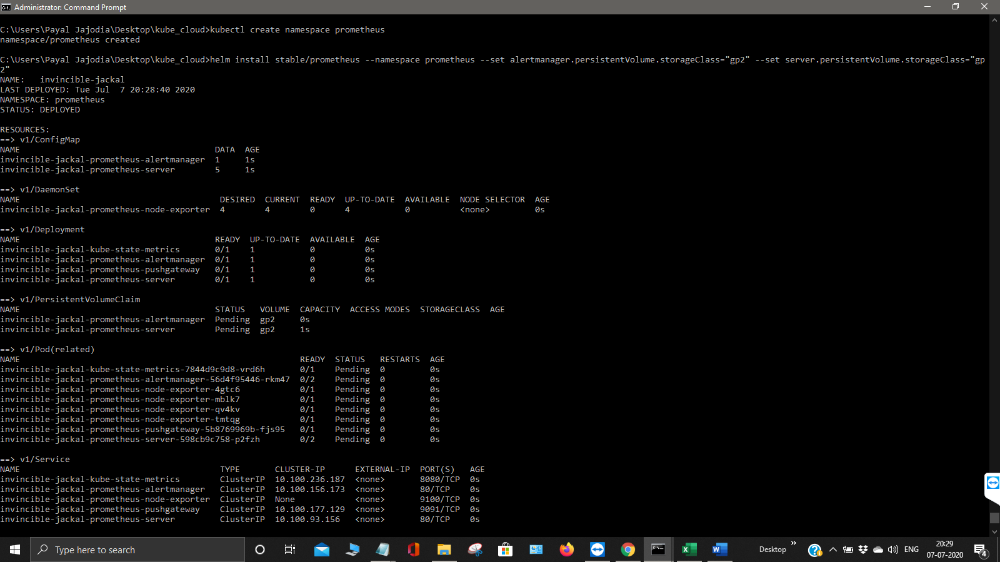 Administrator: Command Prompt
C:\Users\Payal Jajodia\Desktop\kube_cloud>kubectl create namespace prometheus
namespace/prometheus created
C:\Users\Payal Jajodia\Desktop\kube_cloud>helm install stable/prometheus --namespace prometheus --set alertmanager.persistentVolume.storageClass="gp2" --set server.persistentVolume.storageClass="gp
2"
NAME:   invincible-jackal
LAST DEPLOYED: Tue Jul  7 20:28:40 2020
NAMESPACE: prometheus
STATUS: DEPLOYED
RESOURCES:
==> v1/ConfigMap
NAME                                       DATA  AGE
invincible-jackal-prometheus-alertmanager  1     1s
invincible-jackal-prometheus-server        5     1s
==> v1/DaemonSet
NAME                                        DESIRED  CURRENT  READY  UP-TO-DATE  AVAILABLE  NODE SELECTOR  AGE
invincible-jackal-prometheus-node-exporter  4        4        0      4           0          <none>         0s
==> v1/Deployment
NAME                                       READY  UP-TO-DATE  AVAILABLE  AGE
invincible-jackal-kube-state-metrics       0/1    1           0          0s
invincible-jackal-prometheus-alertmanager  0/1    1           0          0s
invincible-jackal-prometheus-pushgateway   0/1    1           0          0s
invincible-jackal-prometheus-server        0/1    1           0          0s
==> v1/PersistentVolumeClaim
NAME                                       STATUS   VOLUME  CAPACITY  ACCESS MODES  STORAGECLASS  AGE
invincible-jackal-prometheus-alertmanager  Pending  gp2     0s
invincible-jackal-prometheus-server        Pending  gp2     1s
==> v1/Pod(related)
NAME                                                        READY  STATUS   RESTARTS  AGE
invincible-jackal-kube-state-metrics-7844d9c9d8-vrd6h       0/1    Pending  0         0s
invincible-jackal-prometheus-alertmanager-56d4f95446-rkm47  0/2    Pending  0         0s
invincible-jackal-prometheus-node-exporter-4gtc6            0/1    Pending  0         0s
invincible-jackal-prometheus-node-exporter-mblk7            0/1    Pending  0         0s
invincible-jackal-prometheus-node-exporter-qv4kv            0/1    Pending  0         0s
invincible-jackal-prometheus-node-exporter-tmtqg            0/1    Pending  0         0s
invincible-jackal-prometheus-pushgateway-5b8769969b-fjs95   0/1    Pending  0         0s
invincible-jackal-prometheus-server-598cb9c758-p2fzh        0/2    Pending  0         0s
==> v1/Service
NAME                                        TYPE       CLUSTER-IP      EXTERNAL-IP  PORT(S)   AGE
invincible-jackal-kube-state-metrics        ClusterIP  10.100.236.187  <none>       8080/TCP  0s
invincible-jackal-prometheus-alertmanager   ClusterIP  10.100.156.173  <none>       80/TCP    0s
invincible-jackal-prometheus-node-exporter  ClusterIP  None            <none>       9100/TCP  0s
invincible-jackal-prometheus-pushgateway    ClusterIP  10.100.177.129  <none>       9091/TCP  0s
invincible-jackal-prometheus-server         ClusterIP  10.100.93.156   <none>       80/TCP    0s
Type here to search
Desktop
ENG
20:29
07-07-2020
4